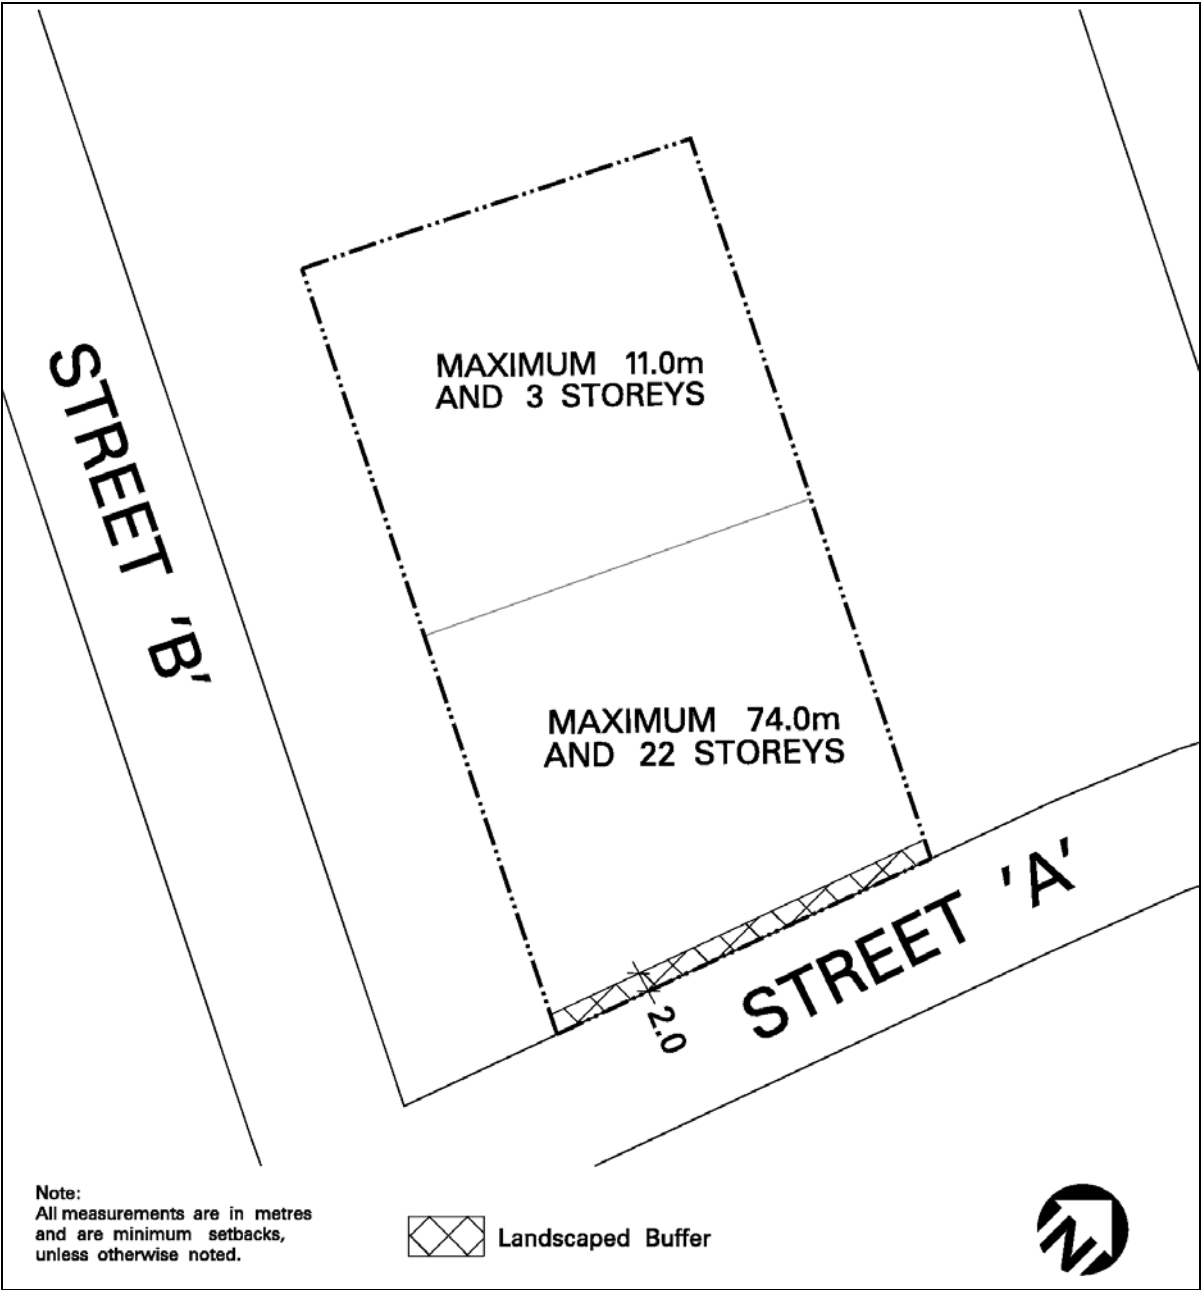 MAXIMUM 11.0m
AND 3 STOREYS
STREET 'B'
MAXIMUM 74.0m
AND 22 STOREYS
STREET 'A'
2.0
Note:
All measurements are in metres
and are minimum setbacks,
unless otherwise noted.
Landscaped Buffer
N